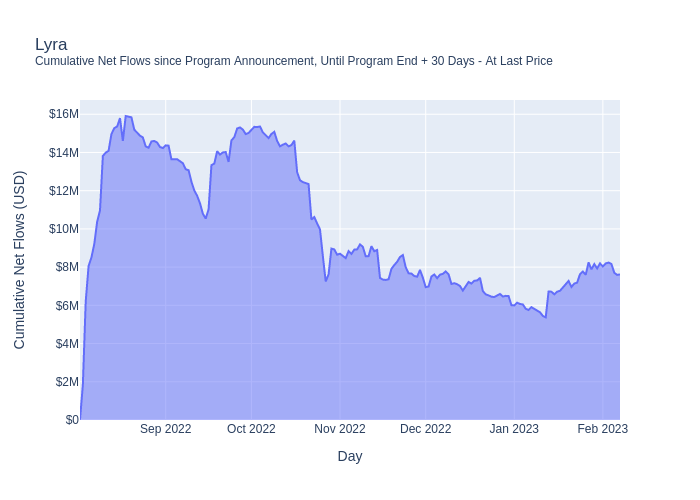 Lyra
Cumulative Net Flows since Program Announcement, Until Program End + 30 Days - At Last Price
Cumulative Net Flows (USD)
$16M
$14M
$12M
$10M
$8M
$6M
$4M
$2M
$0
Sep 2022 Oct 2022 Nov 2022 Dec 2022 Jan 2023 Feb 2023
Day